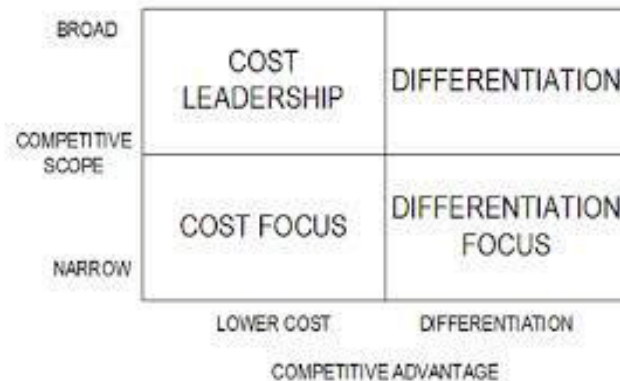 BROAD
COST
LEADERSHIP
DIFFERENTIATION
COMPETITIVE
SCOPE
COST FOCUS
DIFFERENTIATION
FOCUS
NARROW
LOWER COST
DIFFERENTIATION
COMPETITIVE ADVANTAGE